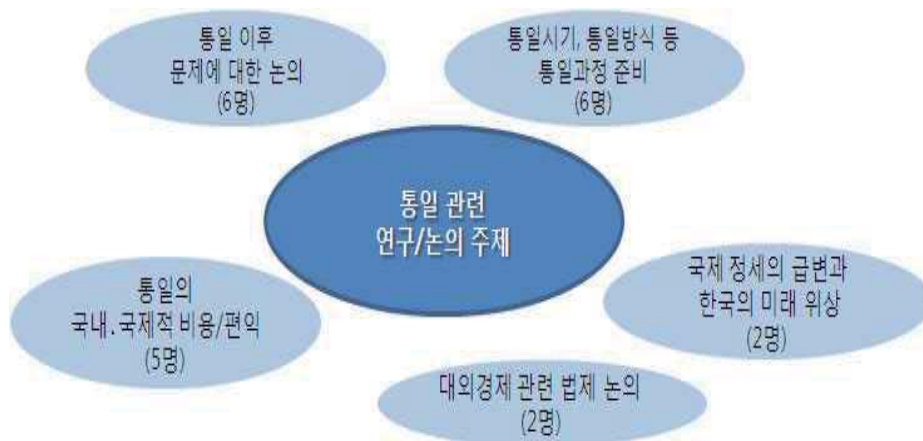 통일 이후
문제에 대한 논의
(6명)
통일시기, 통일방식 등
통일과정 준비
(6명)
통일 관련
연구/논의 주제
국제 정세의 급변과
한국의 미래 위상
(2명)
통일의
국내.국제적 비용/편익
(5명)
대외경제 관련 법제 논의
(2명)